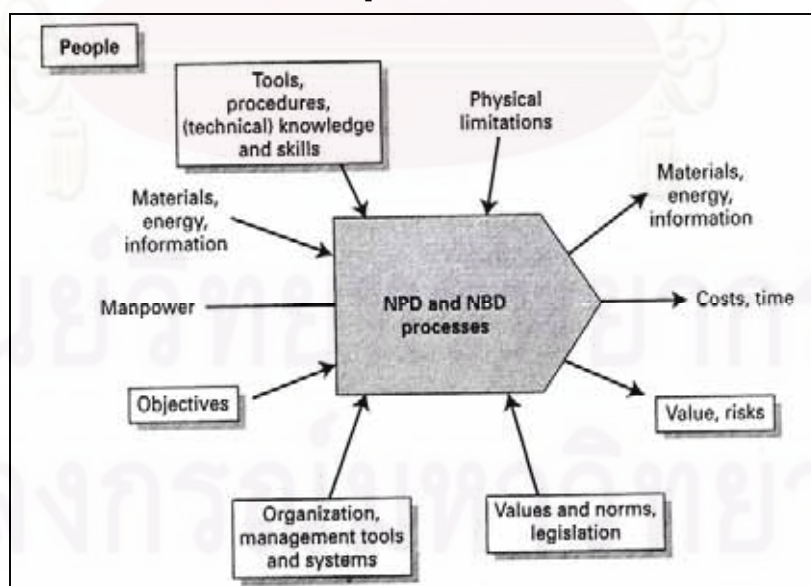 People
Tools,
procedures,
(technical) knowledge
and skills
Physical
limitations
Materials,
energy,
information
Materials,
energy,
information
Manpower
NPD and NBD
processes
Costs, time
Objectives
Value, risks
Organization,
management tools
and systems
Values and norms,
legislation